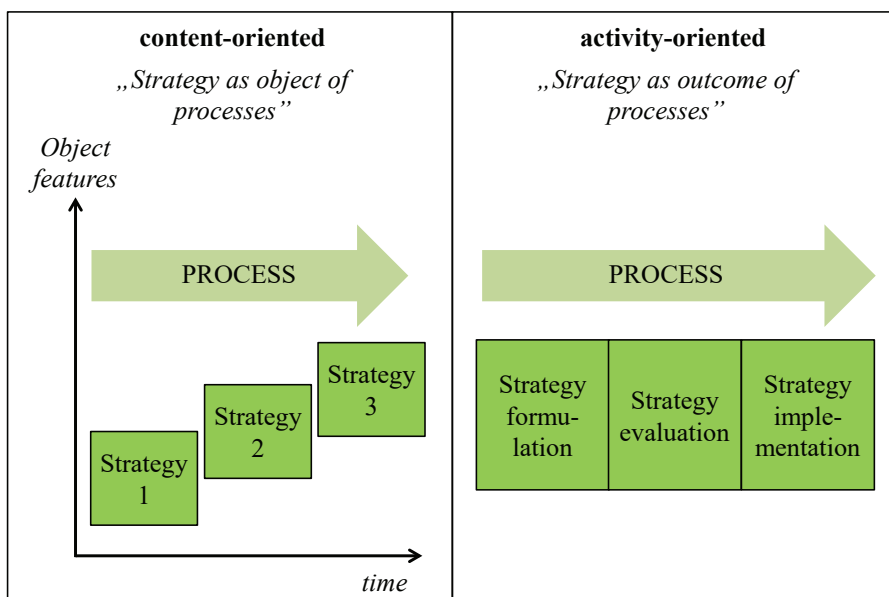 content-oriented
„Strategy as object of
processes”
Object
features
PROCESS
Strategy
1
Strategy
2
Strategy
3
time
activity-oriented
„Strategy as outcome of
processes”
PROCESS
Strategy
formu-
lation
Strategy
evaluation
Strategy
imple-
mentation